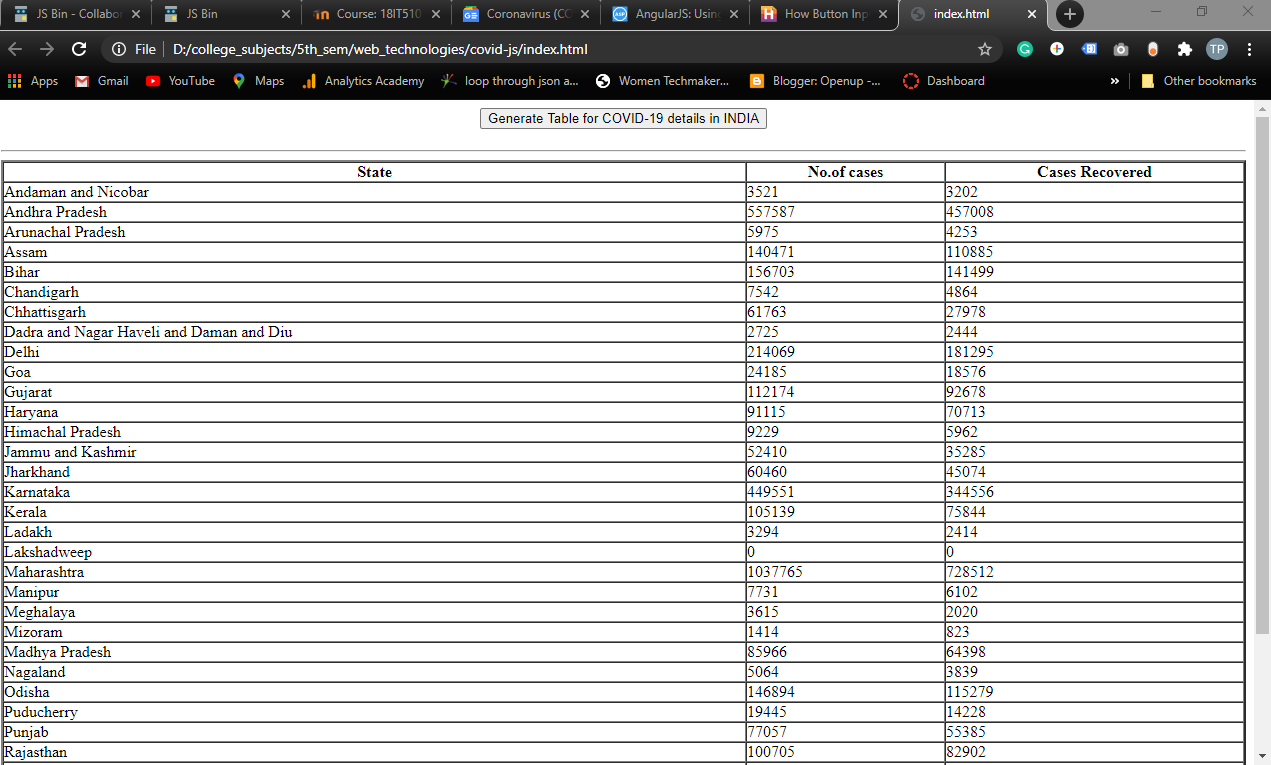 JS Bin - Collabo
JS Bin
Course: 18IT510
Coronavirus (CO
AngularJS: Usin
How Button Inp
index.html
File | D:/college_subjects/5th_sem/web_technologies/covid-js/index.html
TP
Apps Gmail YouTube Maps Analytics Academy loop through json a... Women Techmaker... Blogger: Openup -... Dashboard » Other bookmarks
Generate Table for COVID-19 details in INDIA
State No.of cases Cases Recovered
Andaman and Nicobar 3521 3202
Andhra Pradesh 557587 457008
Arunachal Pradesh 5975 4253
Assam 140471 110885
Bihar 156703 141499
Chandigarh 7542 4864
Chhattisgarh 61763 27978
Dadra and Nagar Haveli and Daman and Diu 2725 2444
Delhi 214069 181295
Goa 24185 18576
Gujarat 112174 92678
Haryana 91115 70713
Himachal Pradesh 9229 5962
Jammu and Kashmir 52410 35285
Jharkhand 60460 45074
Karnataka 449551 344556
Kerala 105139 75844
Ladakh 3294 2414
Lakshadweep 0 0
Maharashtra 1037765 728512
Manipur 7731 6102
Meghalaya 3615 2020
Mizoram 1414 823
Madhya Pradesh 85966 64398
Nagaland 5064 3839
Odisha 146894 115279
Puducherry 19445 14228
Punjab 77057 55385
Rajasthan 100705 82902